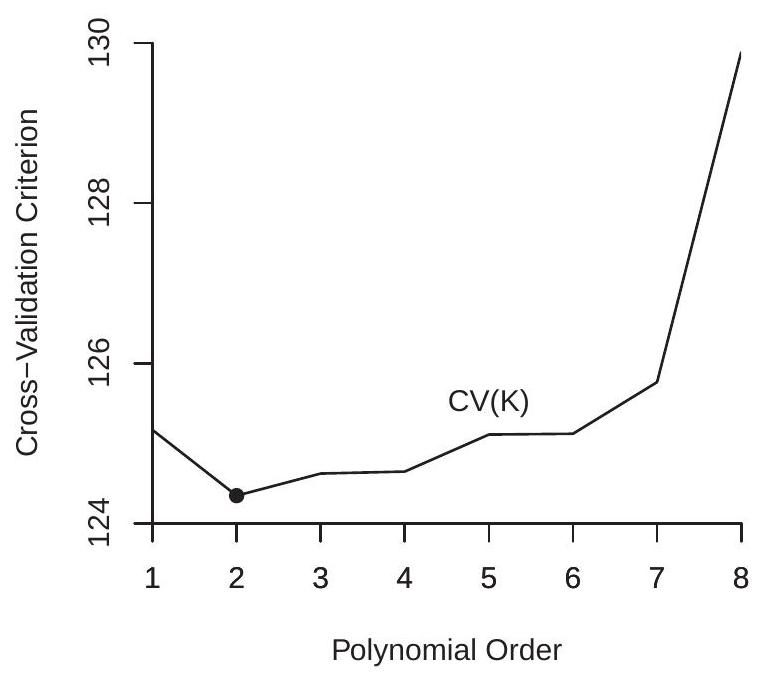 130
128
126
124
Cross−Validation Criterion
CV(K)
1 2 3 4 5 6 7 8
Polynomial Order